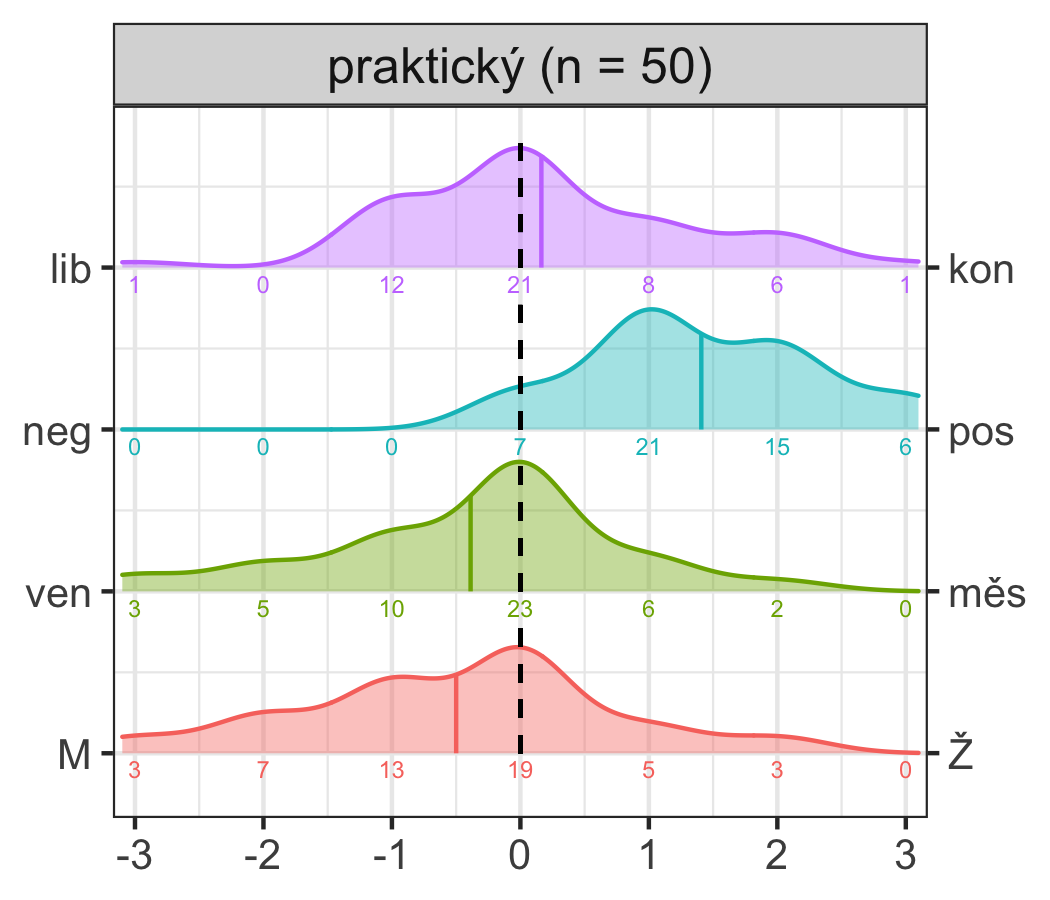 praktický (n = 50)
lib kon
1 0 12 21 8 6 1
neg pos
0 0 0 7 21 15 6
ven měs
3 5 10 23 6 2 0
M Ž
3 7 13 19 5 3 0
-3 -2 -1 0 1 2 3